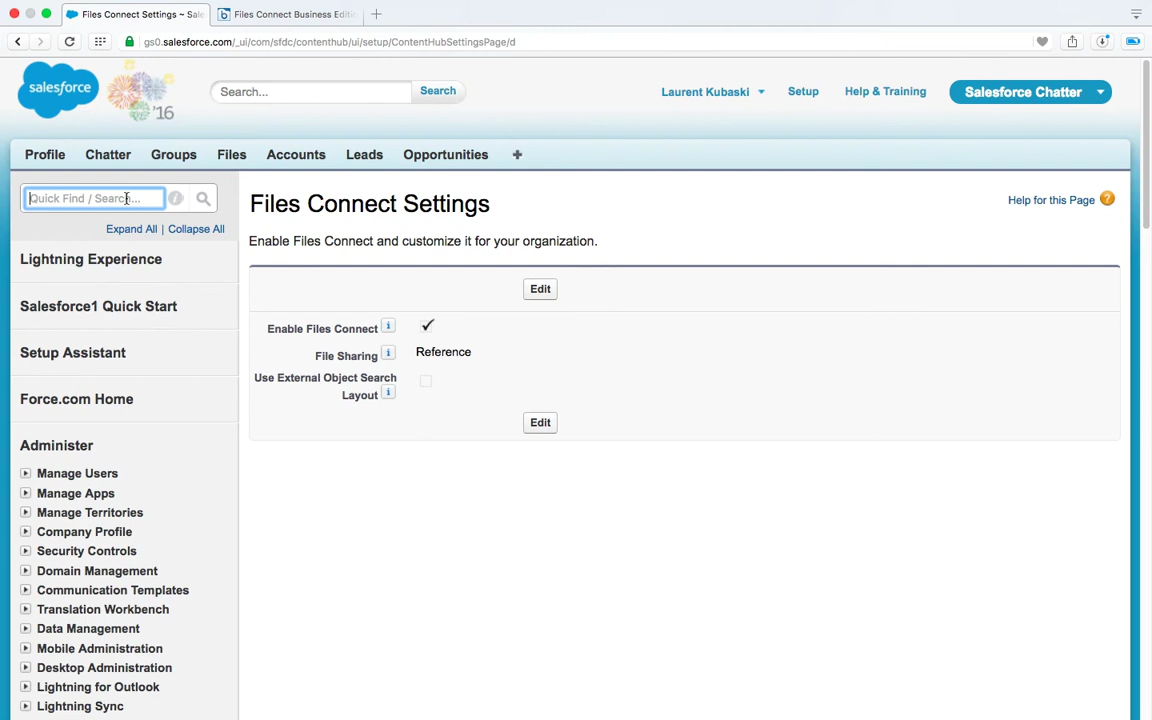 Files Connect Settings ~ Sale
Files Connect Business Editi
gs0.salesforce.com/_ui/com/sfdc/contenthub/ui/setup/ContentHubSettingsPage/d
salesforce
'16
Search...
Search
Laurent Kubaski
Setup
Help & Training
Salesforce Chatter
Profile
Chatter
Groups
Files
Accounts
Leads
Opportunities
Quick Find / Search...
Expand All | Collapse All
Lightning Experience
Salesforce1 Quick Start
Setup Assistant
Force.com Home
Administer
Manage Users
Manage Apps
Manage Territories
Company Profile
Security Controls
Domain Management
Communication Templates
Translation Workbench
Data Management
Mobile Administration
Desktop Administration
Lightning for Outlook
Lightning Sync
Files Connect Settings
Help for this Page ?
Enable Files Connect and customize it for your organization.
Edit
Enable Files Connect
File Sharing
Reference
Use External Object Search
Layout
Edit